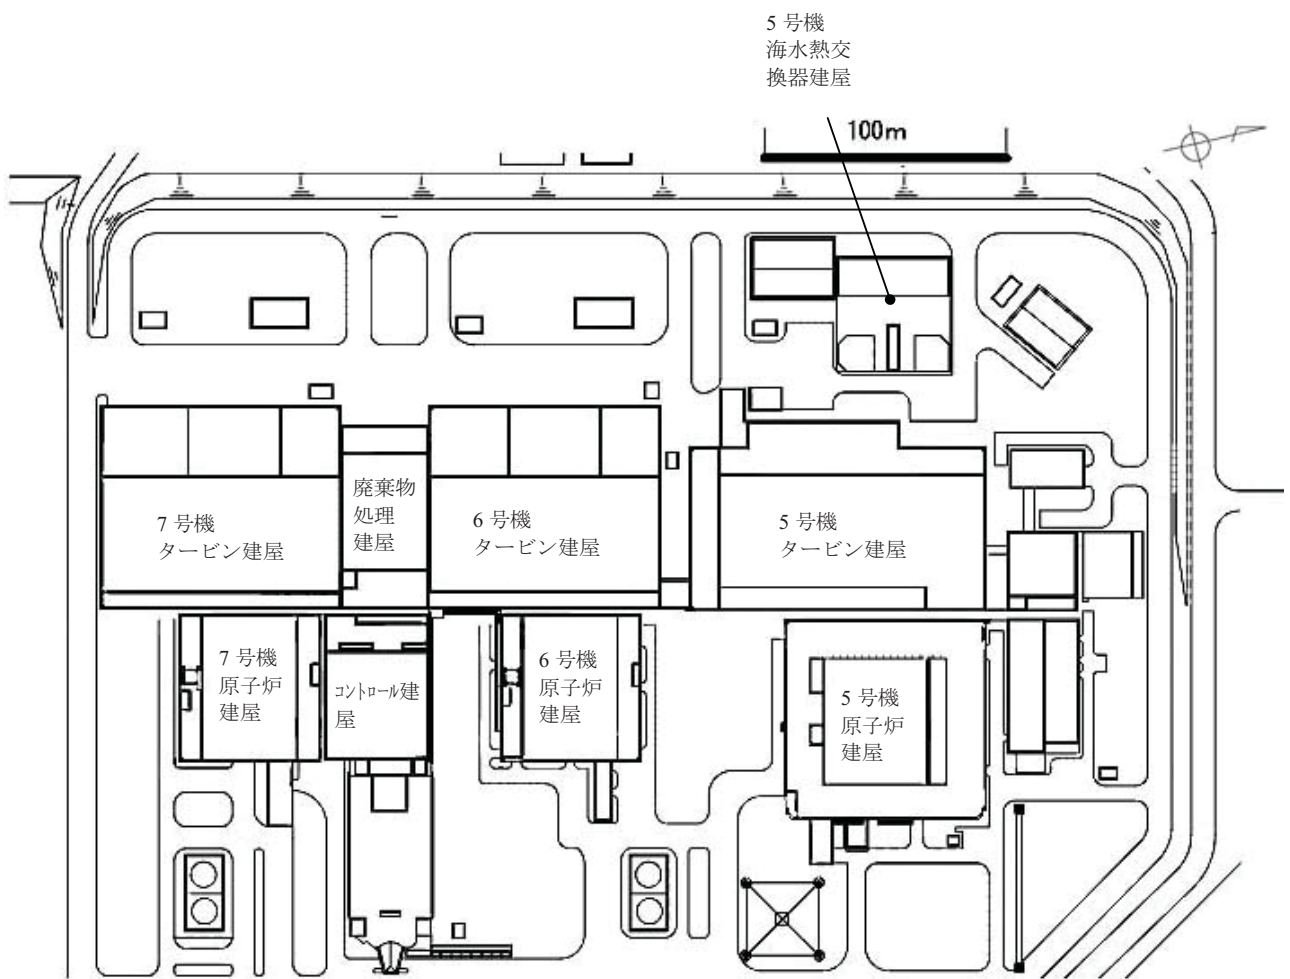 5 号機
海水熱交
換器建屋
100m
廃棄物
処理
建屋
7 号機
タービン建屋
6 号機
タービン建屋
5 号機
タービン建屋
7 号機
原子炉
建屋
コントロール建
屋
6 号機
原子炉
建屋
5 号機
原子炉
建屋